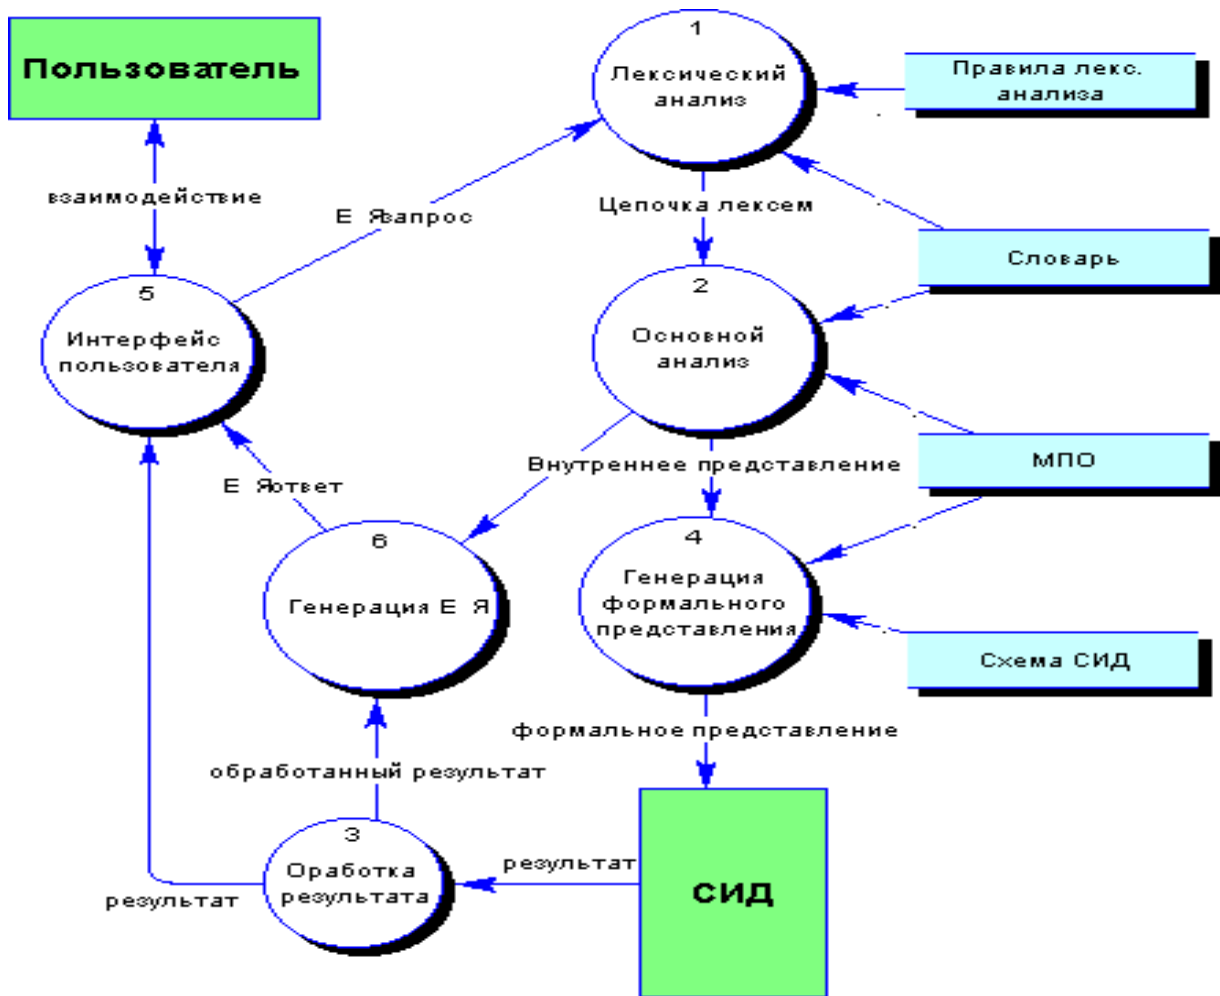 Пользователь
1
Лексический
анализ
Правила лекс.
анализа
взаимодействие
Е Язапрос
Цепочка лексем
Словарь
5
Интерфейс
пользователя
2
Основной
анализ
Внутреннее представление
МПО
Е Яответ
6
Генерация Е Я
4
Генерация
формального
представления
Схема СИД
формальное представление
обработанный результат
3
Оработка
результата
результат
результат
СИД